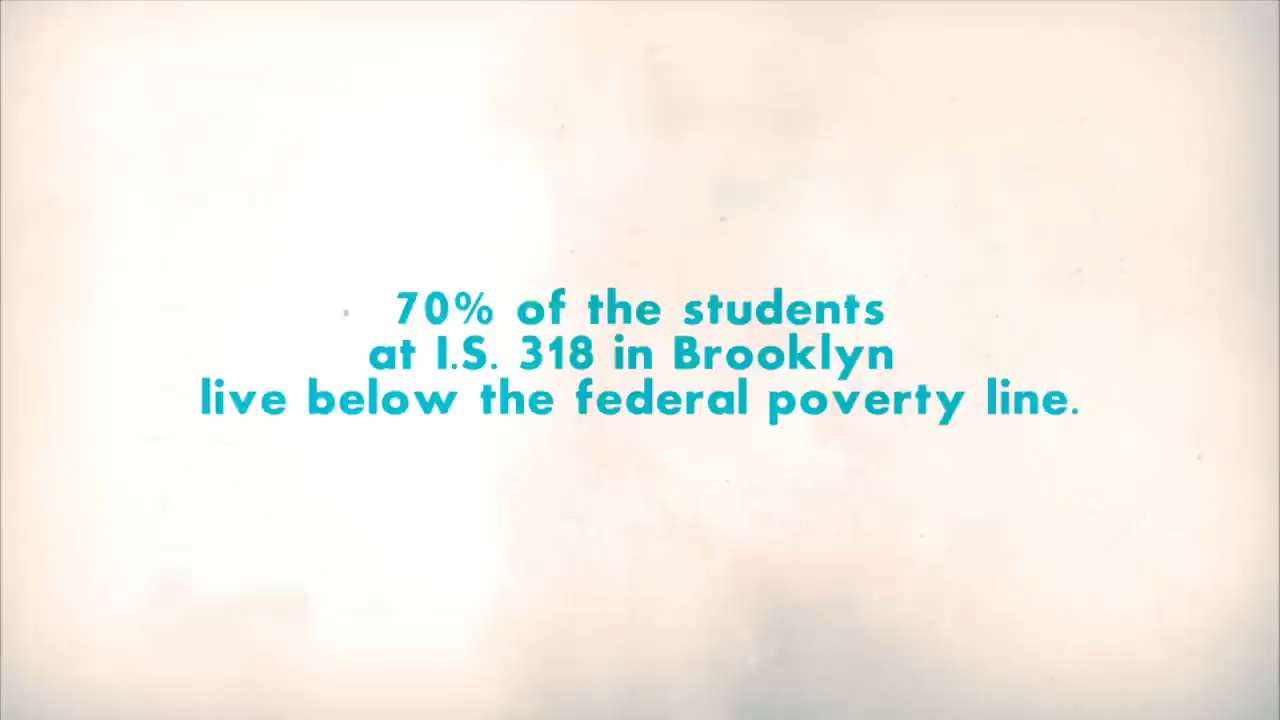 70% of the students
at I.S. 318 in Brooklyn
live below the federal poverty line.